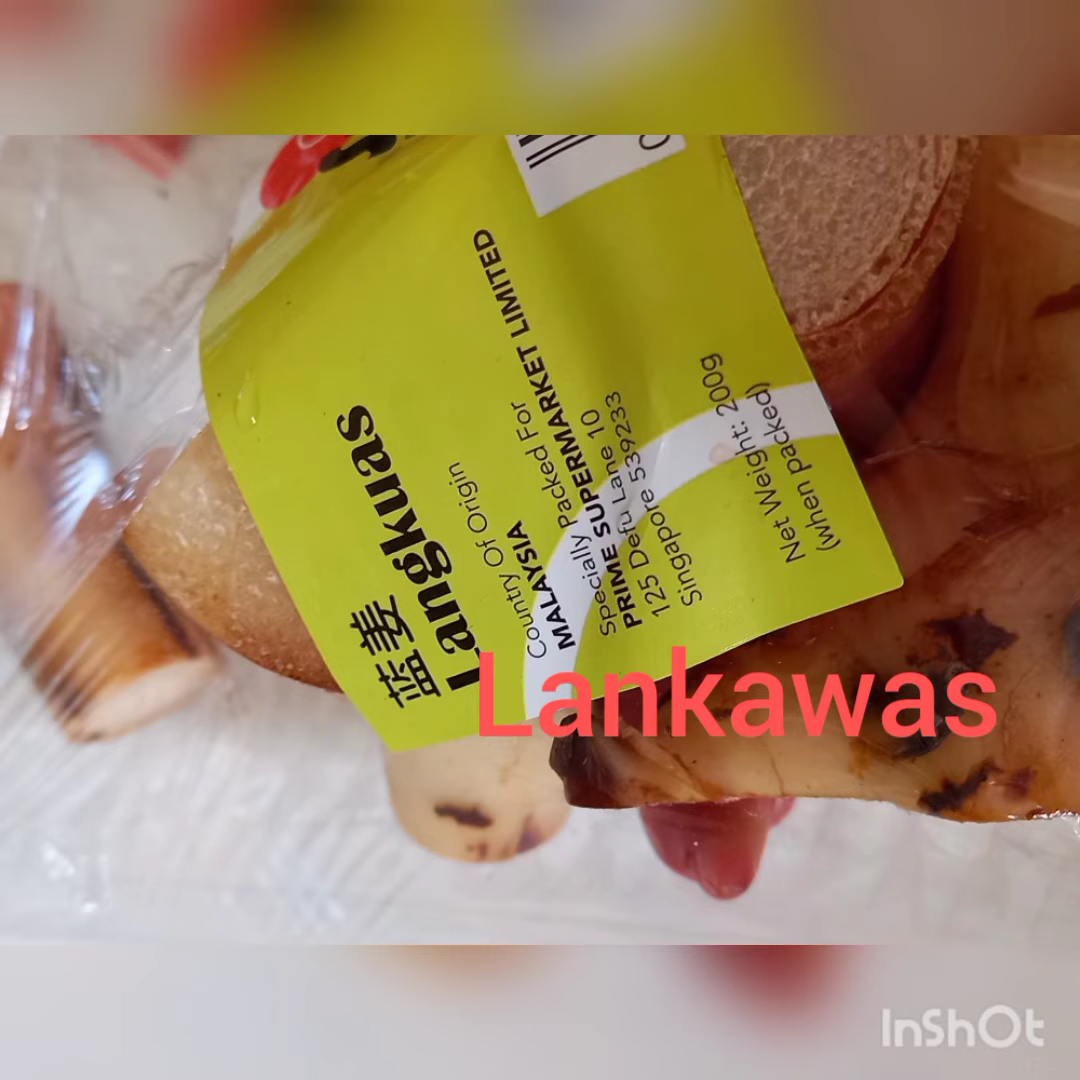 蓝姜
Langkuas
Country Of Origin
MALAYSIA
Specially Packed For
PRIME SUPERMARKET LIMITED
125 Defu Lane 10
Singapore 539233
Net Weight: 200g
(when packed)
Lankawas
InShOt